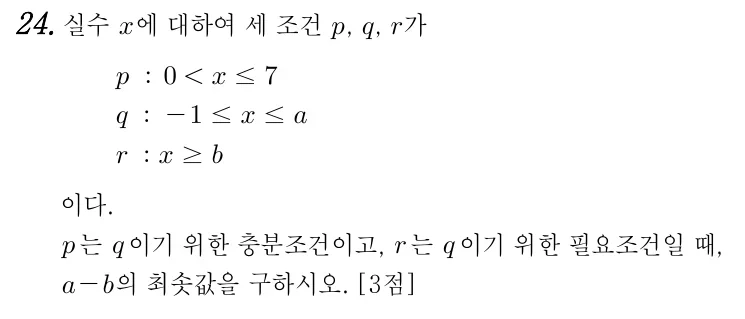 24. 실수 x에 대하여 세 조건 p, q, r가
p : 0 < x ≤ 7
q : −1 ≤ x ≤ a
r : x ≥ b
이다.
p는 q이기 위한 충분조건이고, r는 q이기 위한 필요조건일 때,
a−b의 최솟값을 구하시오. [3점]